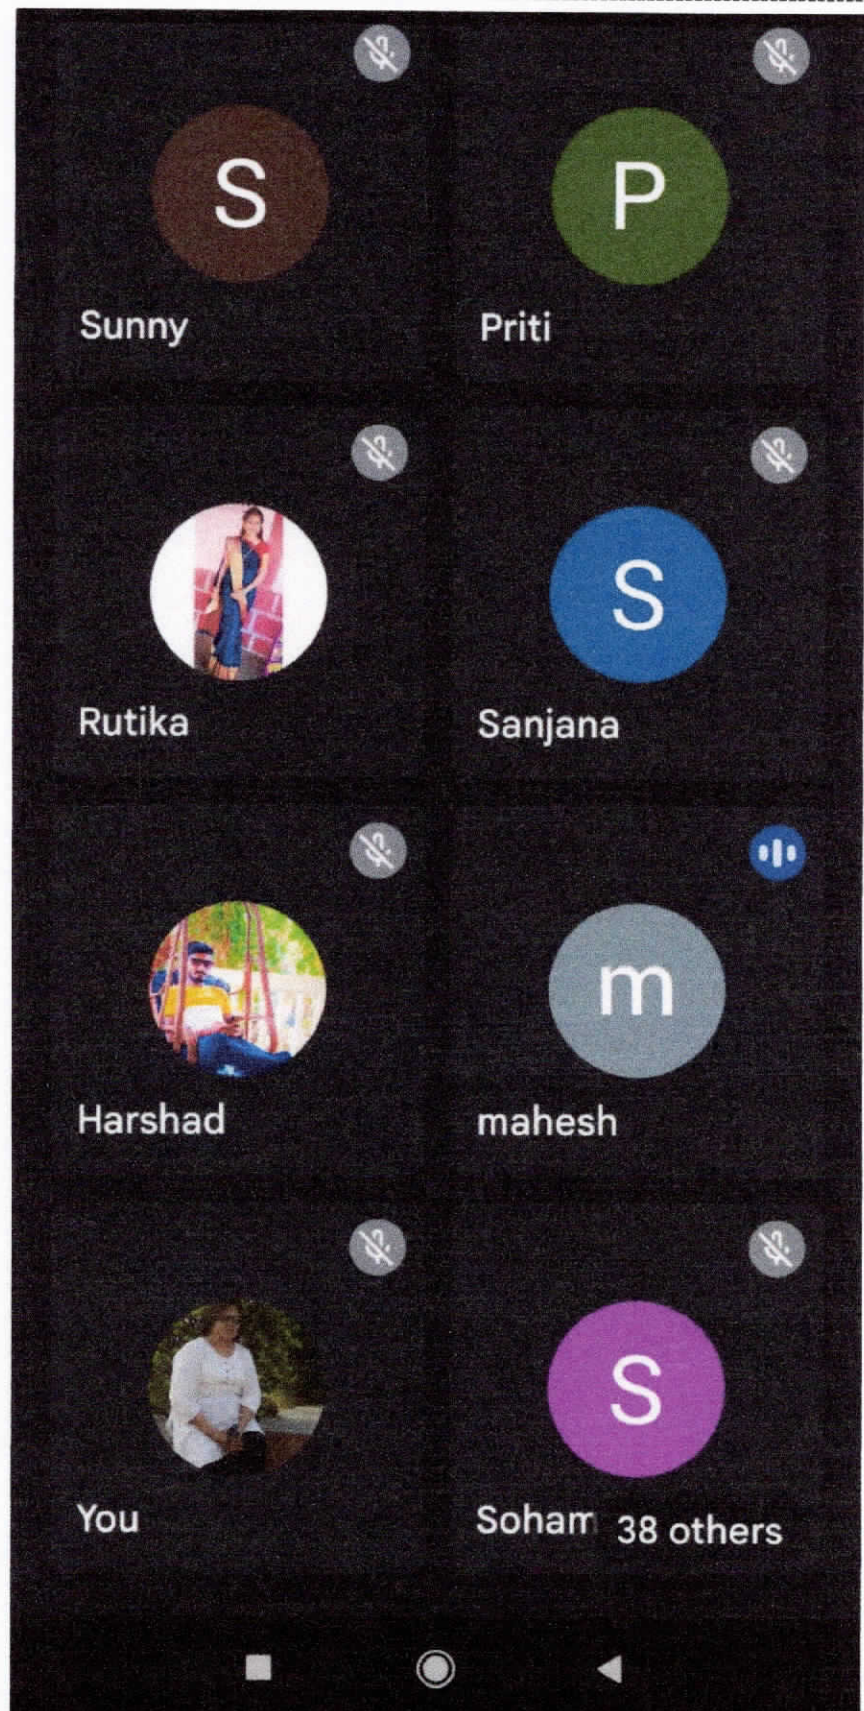 S P
Sunny Priti
S
Rutika Sanjana
m
Harshad mahesh
S
You Soham 38 others